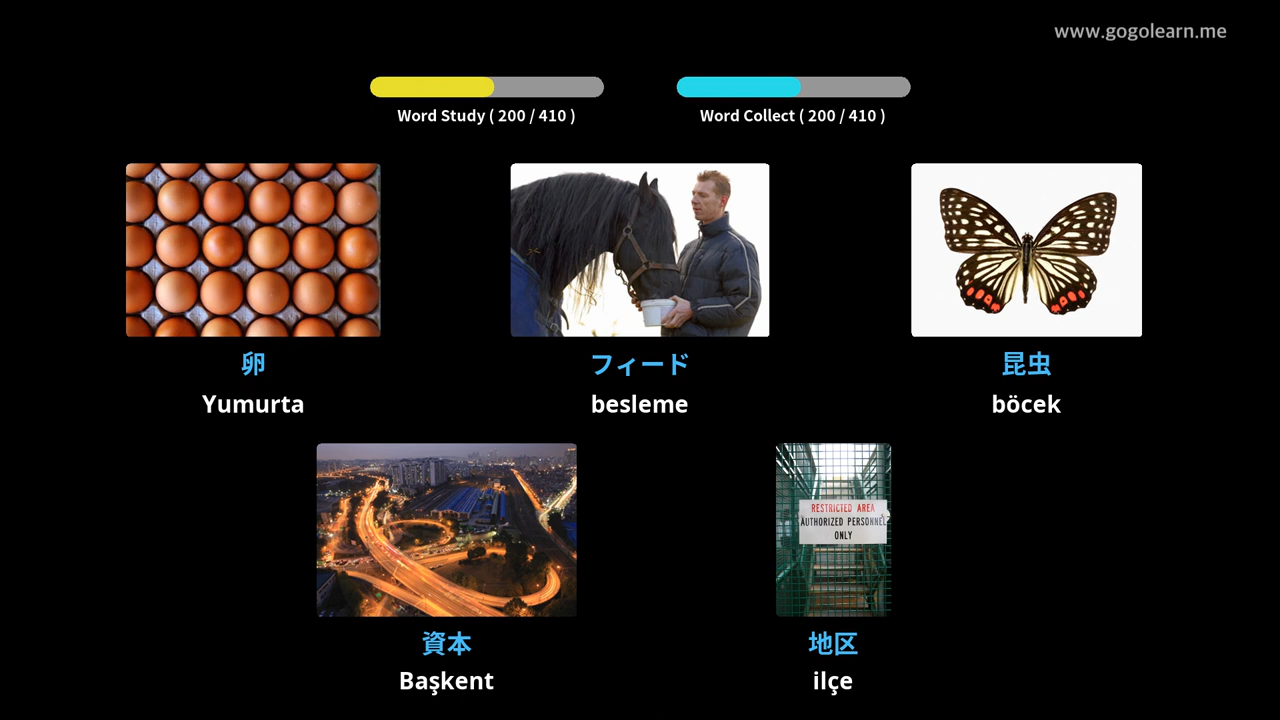 www.gogolearn.me
Word Study ( 200 / 410 )
Word Collect ( 200 / 410 )
卵
Yumurta
フィード
besleme
昆虫
böcek
RESTRICTED AREA
AUTHORIZED PERSONNEL
ONLY
資本
Başkent
地区
ilçe